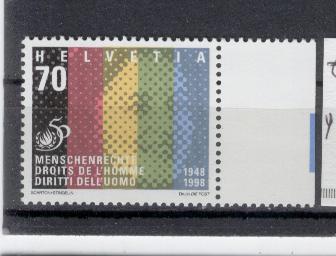 HELVETIA
70
50
MENSCHENRECHTE
DROITS DE L'HOMME
DIRITTI DELL'UOMO
1948
1998